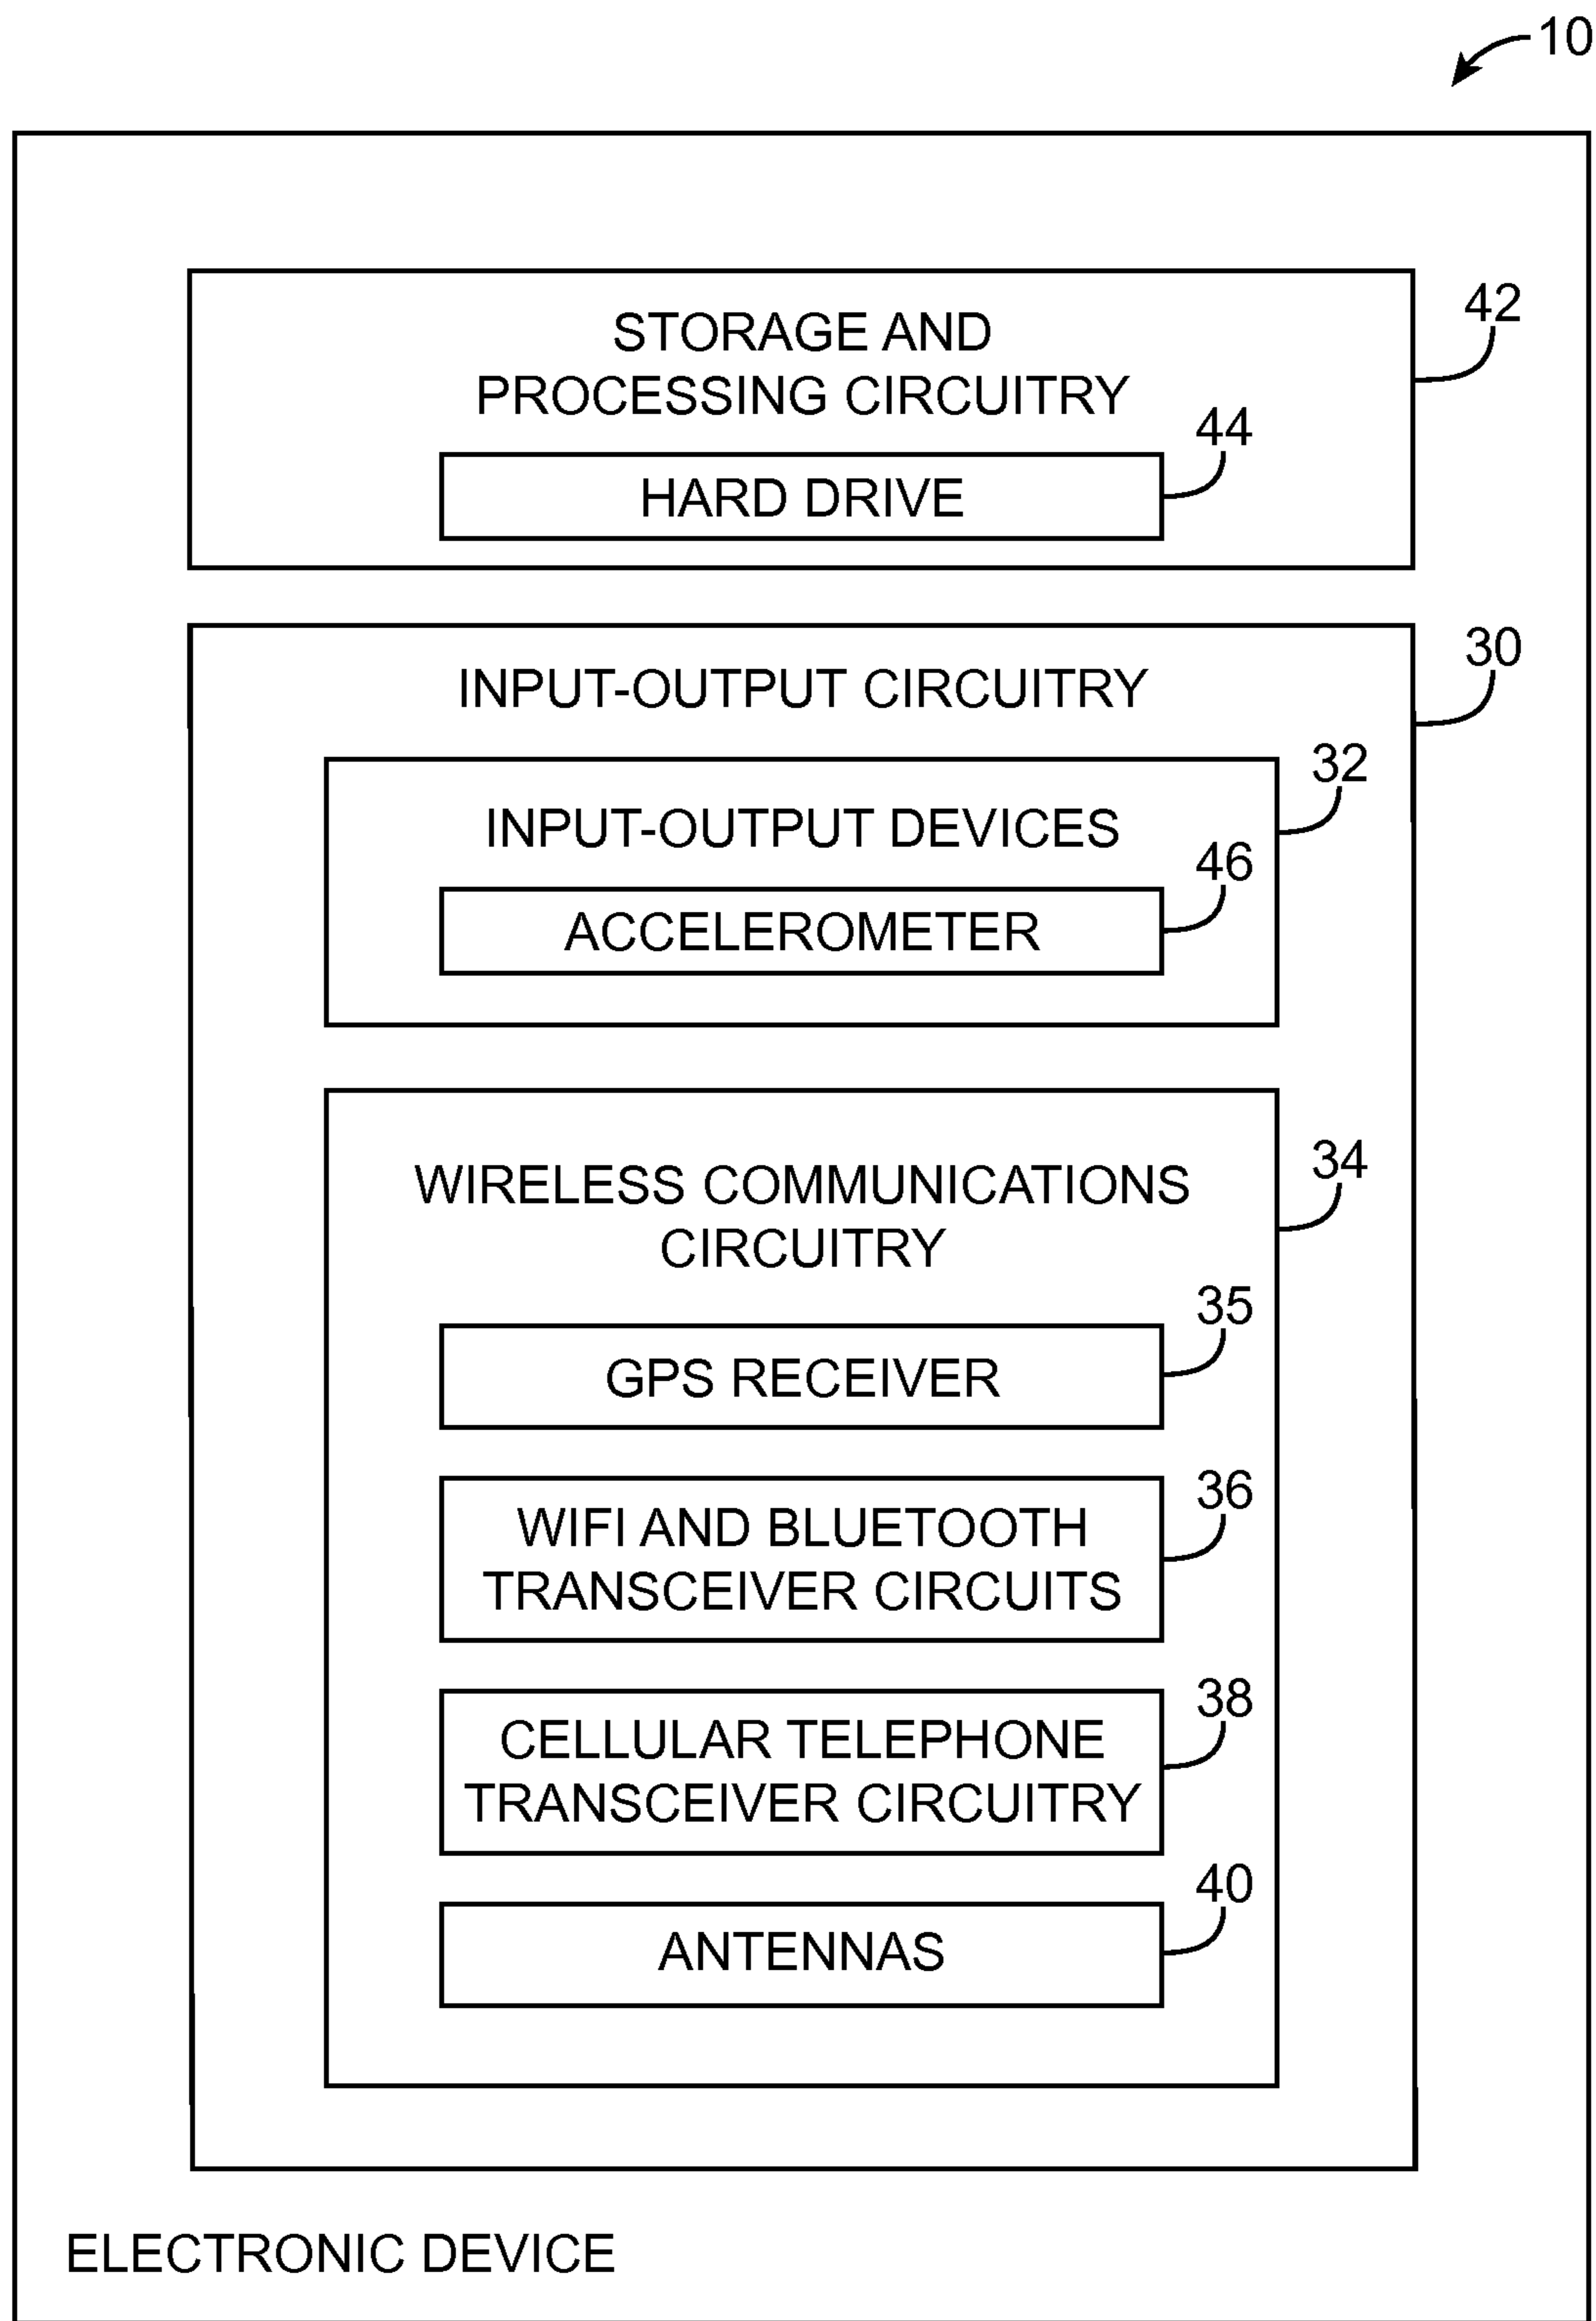 10
STORAGE AND
PROCESSING CIRCUITRY
42
44
HARD DRIVE
INPUT-OUTPUT CIRCUITRY
30
32
INPUT-OUTPUT DEVICES
46
ACCELEROMETER
WIRELESS COMMUNICATIONS
CIRCUITRY
34
35
GPS RECEIVER
36
WIFI AND BLUETOOTH
TRANSCEIVER CIRCUITS
38
CELLULAR TELEPHONE
TRANSCEIVER CIRCUITRY
40
ANTENNAS
ELECTRONIC DEVICE